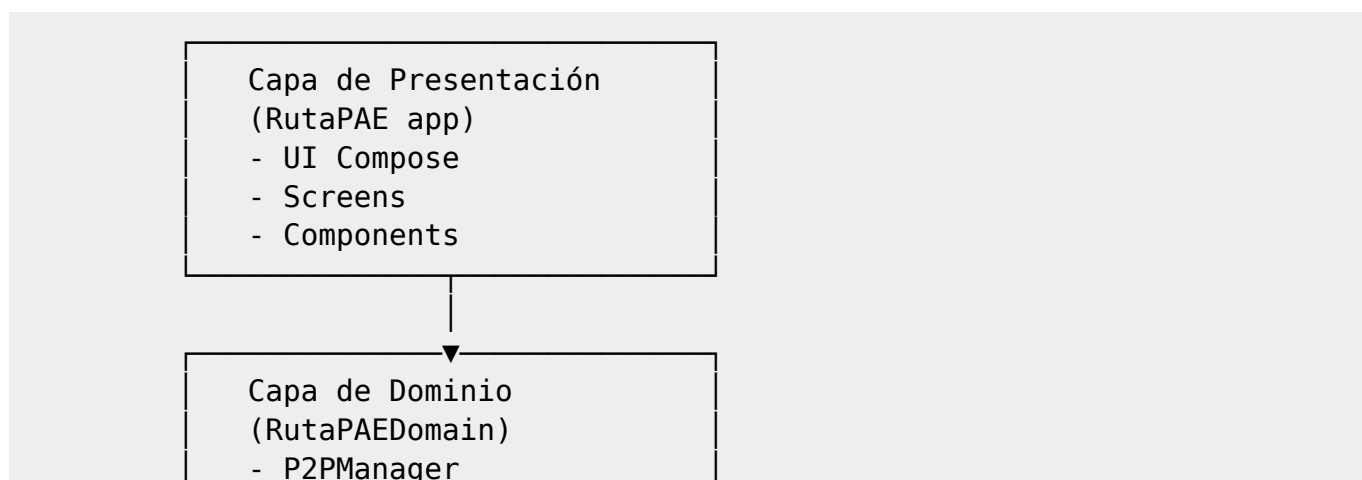 Capa de Presentación
(RutaPAE app)
- UI Compose
- Screens
- Components
Capa de Dominio
(RutaPAEDomain)
- P2PManager